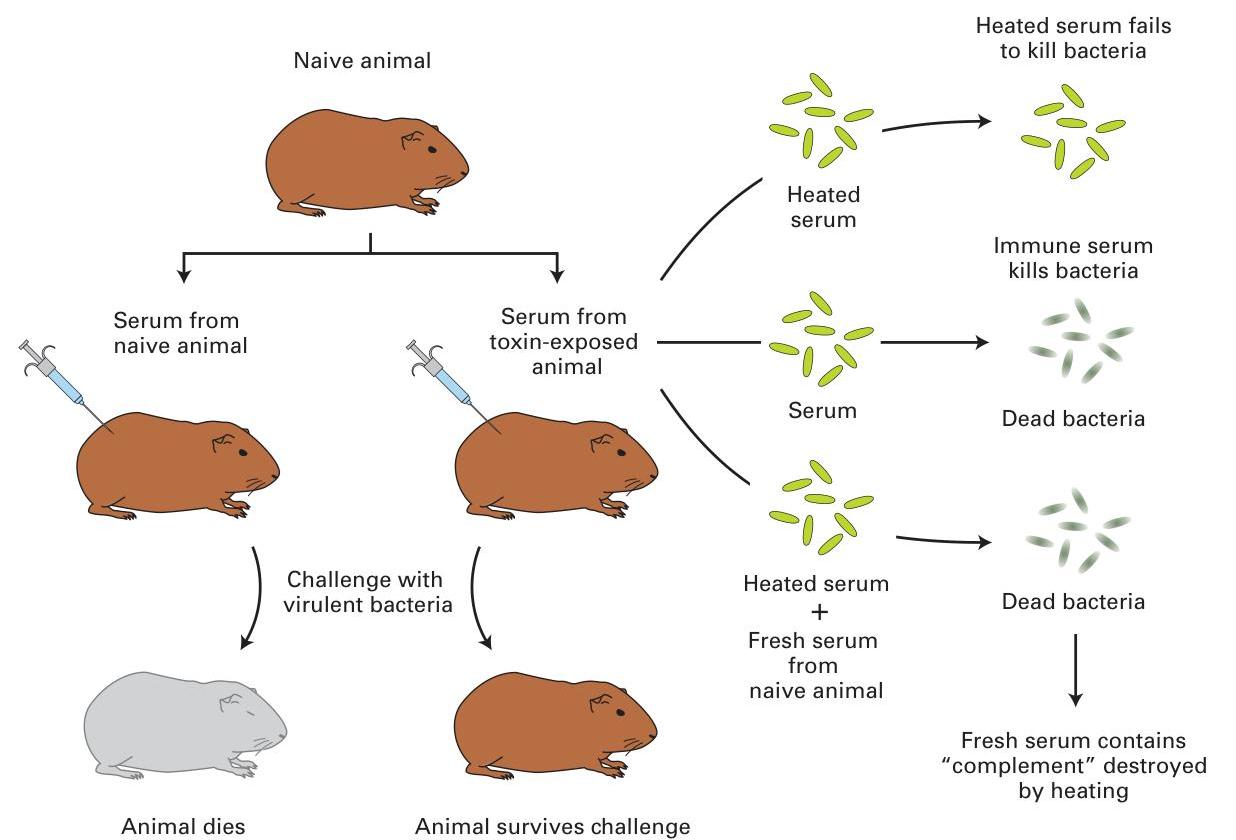 Naive animal
Serum from
naive animal
Serum from
toxin-exposed
animal
Challenge with
virulent bacteria
Animal dies
Animal survives challenge
Heated
serum
Heated serum fails
to kill bacteria
Serum
Immune serum
kills bacteria
Dead bacteria
Heated serum
+
Fresh serum
from
naive animal
Dead bacteria
Fresh serum contains
“complement” destroyed
by heating